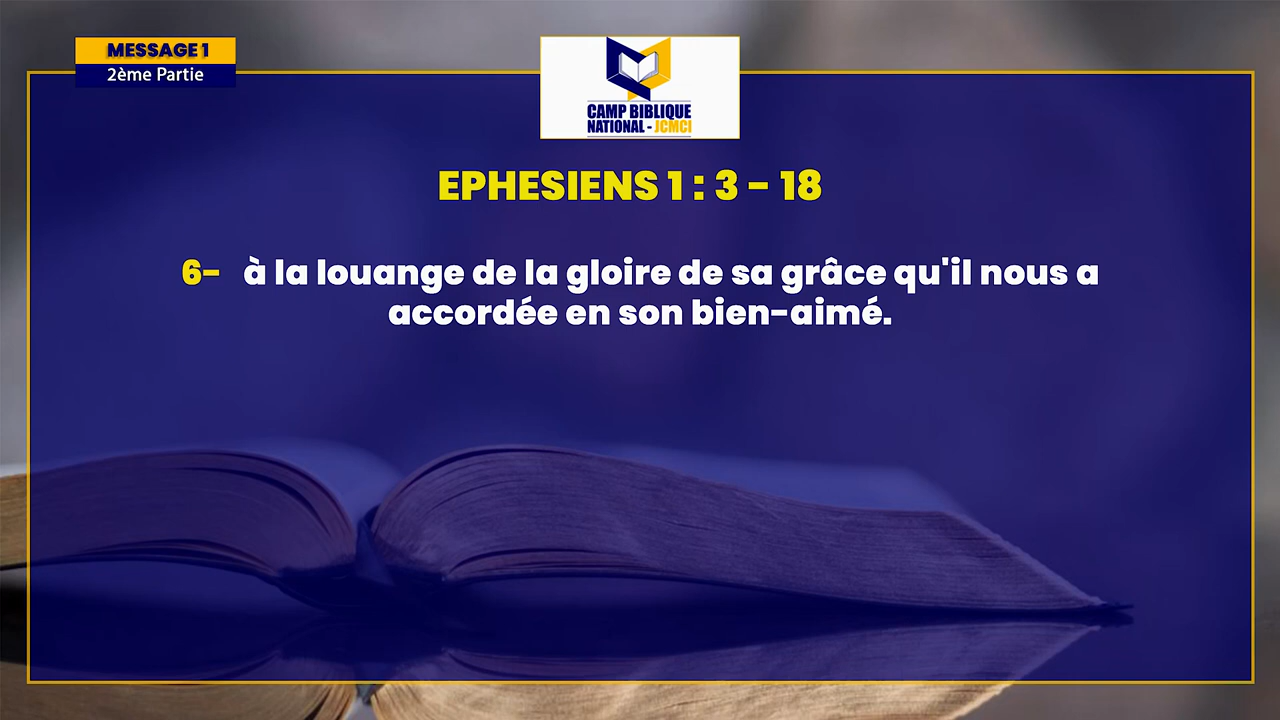 MESSAGE 1
2ème Partie
CAMP BIBLIQUE
NATIONAL - JCMCI
EPHESIENS 1 : 3 - 18
6- à la louange de la gloire de sa grâce qu'il nous a
accordée en son bien-aimé.